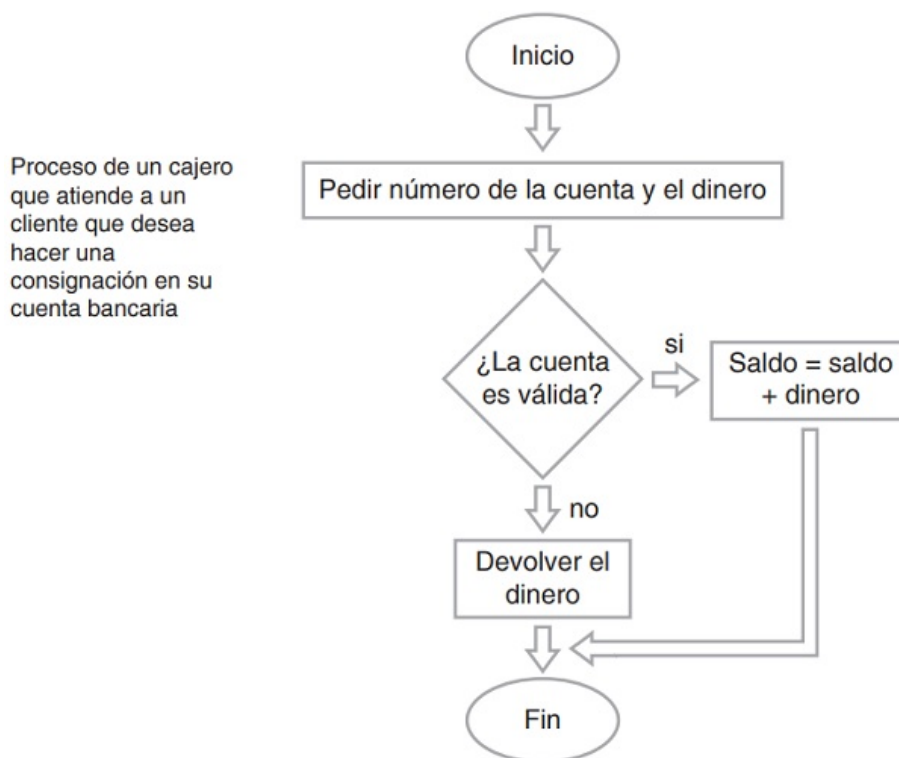 Inicio
Proceso de un cajero
que atiende a un
cliente que desea
hacer una
consignación en su
cuenta bancaria
Pedir número de la cuenta y el dinero
¿La cuenta
es válida?
si
Saldo = saldo
+ dinero
no
Devolver el
dinero
Fin